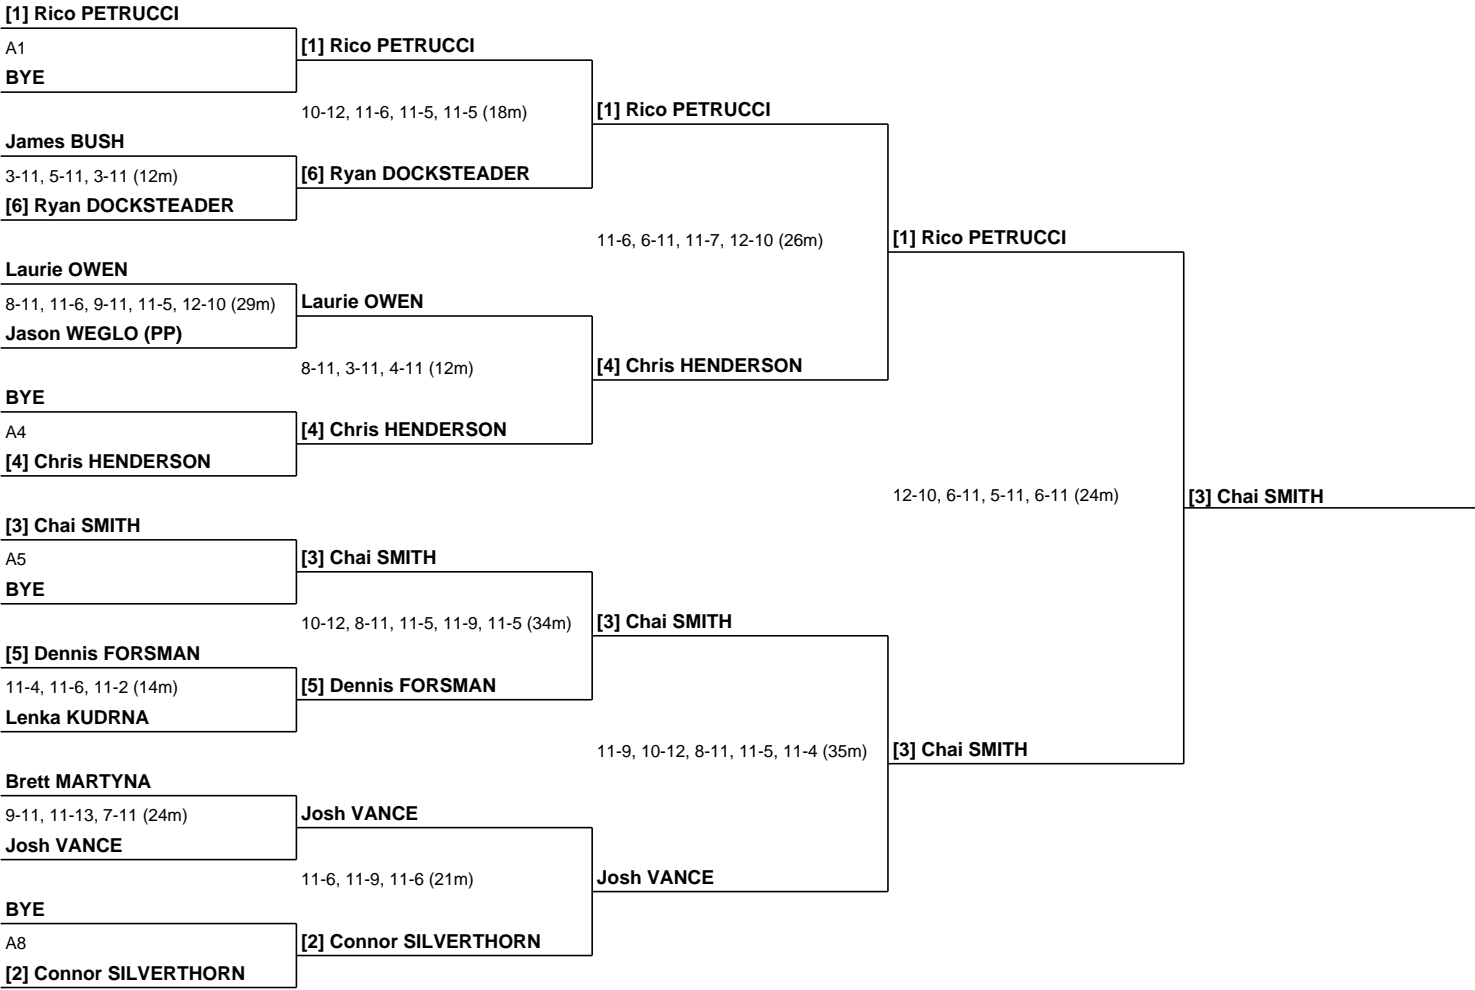 [1] Rico PETRUCCI
A1
BYE
James BUSH
3-11, 5-11, 3-11 (12m)
[6] Ryan DOCKSTEADER
Laurie OWEN
8-11, 11-6, 9-11, 11-5, 12-10 (29m)
Jason WEGLO (PP)
BYE
A4
[4] Chris HENDERSON
[3] Chai SMITH
A5
BYE
[5] Dennis FORSMAN
11-4, 11-6, 11-2 (14m)
Lenka KUDRNA
Brett MARTYNA
9-11, 11-13, 7-11 (24m)
Josh VANCE
BYE
A8
[2] Connor SILVERTHORN
[1] Rico PETRUCCI
10-12, 11-6, 11-5, 11-5 (18m)
[6] Ryan DOCKSTEADER
Laurie OWEN
8-11, 3-11, 4-11 (12m)
[4] Chris HENDERSON
[3] Chai SMITH
10-12, 8-11, 11-5, 11-9, 11-5 (34m)
[5] Dennis FORSMAN
Josh VANCE
11-6, 11-9, 11-6 (21m)
[2] Connor SILVERTHORN
[1] Rico PETRUCCI
11-6, 6-11, 11-7, 12-10 (26m)
[4] Chris HENDERSON
[3] Chai SMITH
11-9, 10-12, 8-11, 11-5, 11-4 (35m)
Josh VANCE
[1] Rico PETRUCCI
12-10, 6-11, 5-11, 6-11 (24m)
[3] Chai SMITH
[3] Chai SMITH